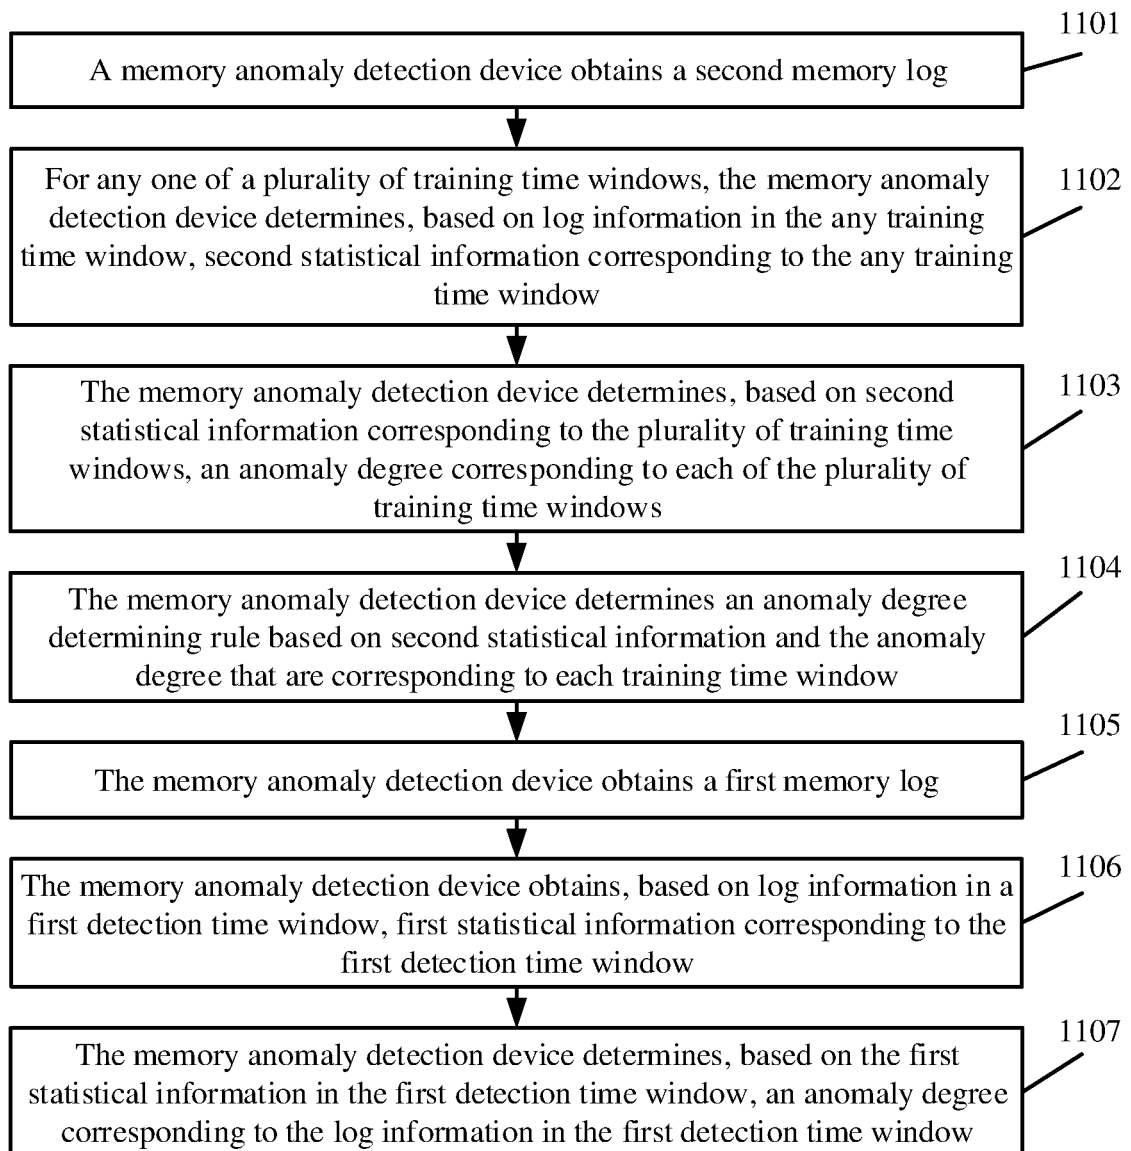 1101
A memory anomaly detection device obtains a second memory log
1102
For any one of a plurality of training time windows, the memory anomaly
detection device determines, based on log information in the any training
time window, second statistical information corresponding to the any training
time window
1103
The memory anomaly detection device determines, based on second
statistical information corresponding to the plurality of training time
windows, an anomaly degree corresponding to each of the plurality of
training time windows
1104
The memory anomaly detection device determines an anomaly degree
determining rule based on second statistical information and the anomaly
degree that are corresponding to each training time window
1105
The memory anomaly detection device obtains a first memory log
1106
The memory anomaly detection device obtains, based on log information in a
first detection time window, first statistical information corresponding to the
first detection time window
1107
The memory anomaly detection device determines, based on the first
statistical information in the first detection time window, an anomaly degree
corresponding to the log information in the first detection time window